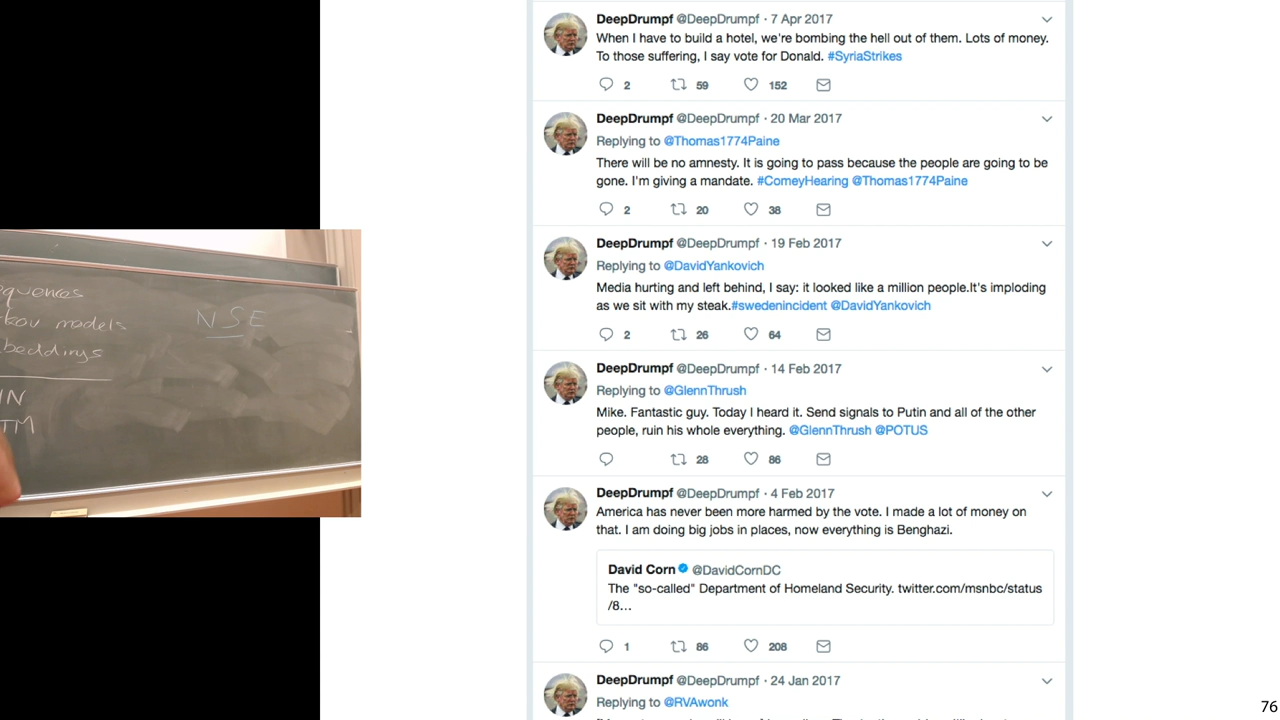 DeepDrumpf @DeepDrumpf · 7 Apr 2017
When I have to build a hotel, we're bombing the hell out of them. Lots of money.
To those suffering, I say vote for Donald. #SyriaStrikes
2 59 152
DeepDrumpf @DeepDrumpf · 20 Mar 2017
Replying to @Thomas1774Paine
There will be no amnesty. It is going to pass because the people are going to be
gone. I'm giving a mandate. #ComeyHearing @Thomas1774Paine
2 20 38
DeepDrumpf @DeepDrumpf · 19 Feb 2017
Replying to @DavidYankovich
Media hurting and left behind, I say: it looked like a million people.It's imploding
as we sit with my steak.#swedenincident @DavidYankovich
2 26 64
DeepDrumpf @DeepDrumpf · 14 Feb 2017
Replying to @GlennThrush
Mike. Fantastic guy. Today I heard it. Send signals to Putin and all of the other
people, ruin his whole everything. @GlennThrush @POTUS
28 86
DeepDrumpf @DeepDrumpf · 4 Feb 2017
America has never been more harmed by the vote. I made a lot of money on
that. I am doing big jobs in places, now everything is Benghazi.
David Corn @DavidCornDC
The "so-called" Department of Homeland Security. twitter.com/msnbc/status
/8...
1 86 208
DeepDrumpf @DeepDrumpf · 24 Jan 2017
Replying to @RVAwonk
76
equences
kov models
beddings
N
TM
NSE